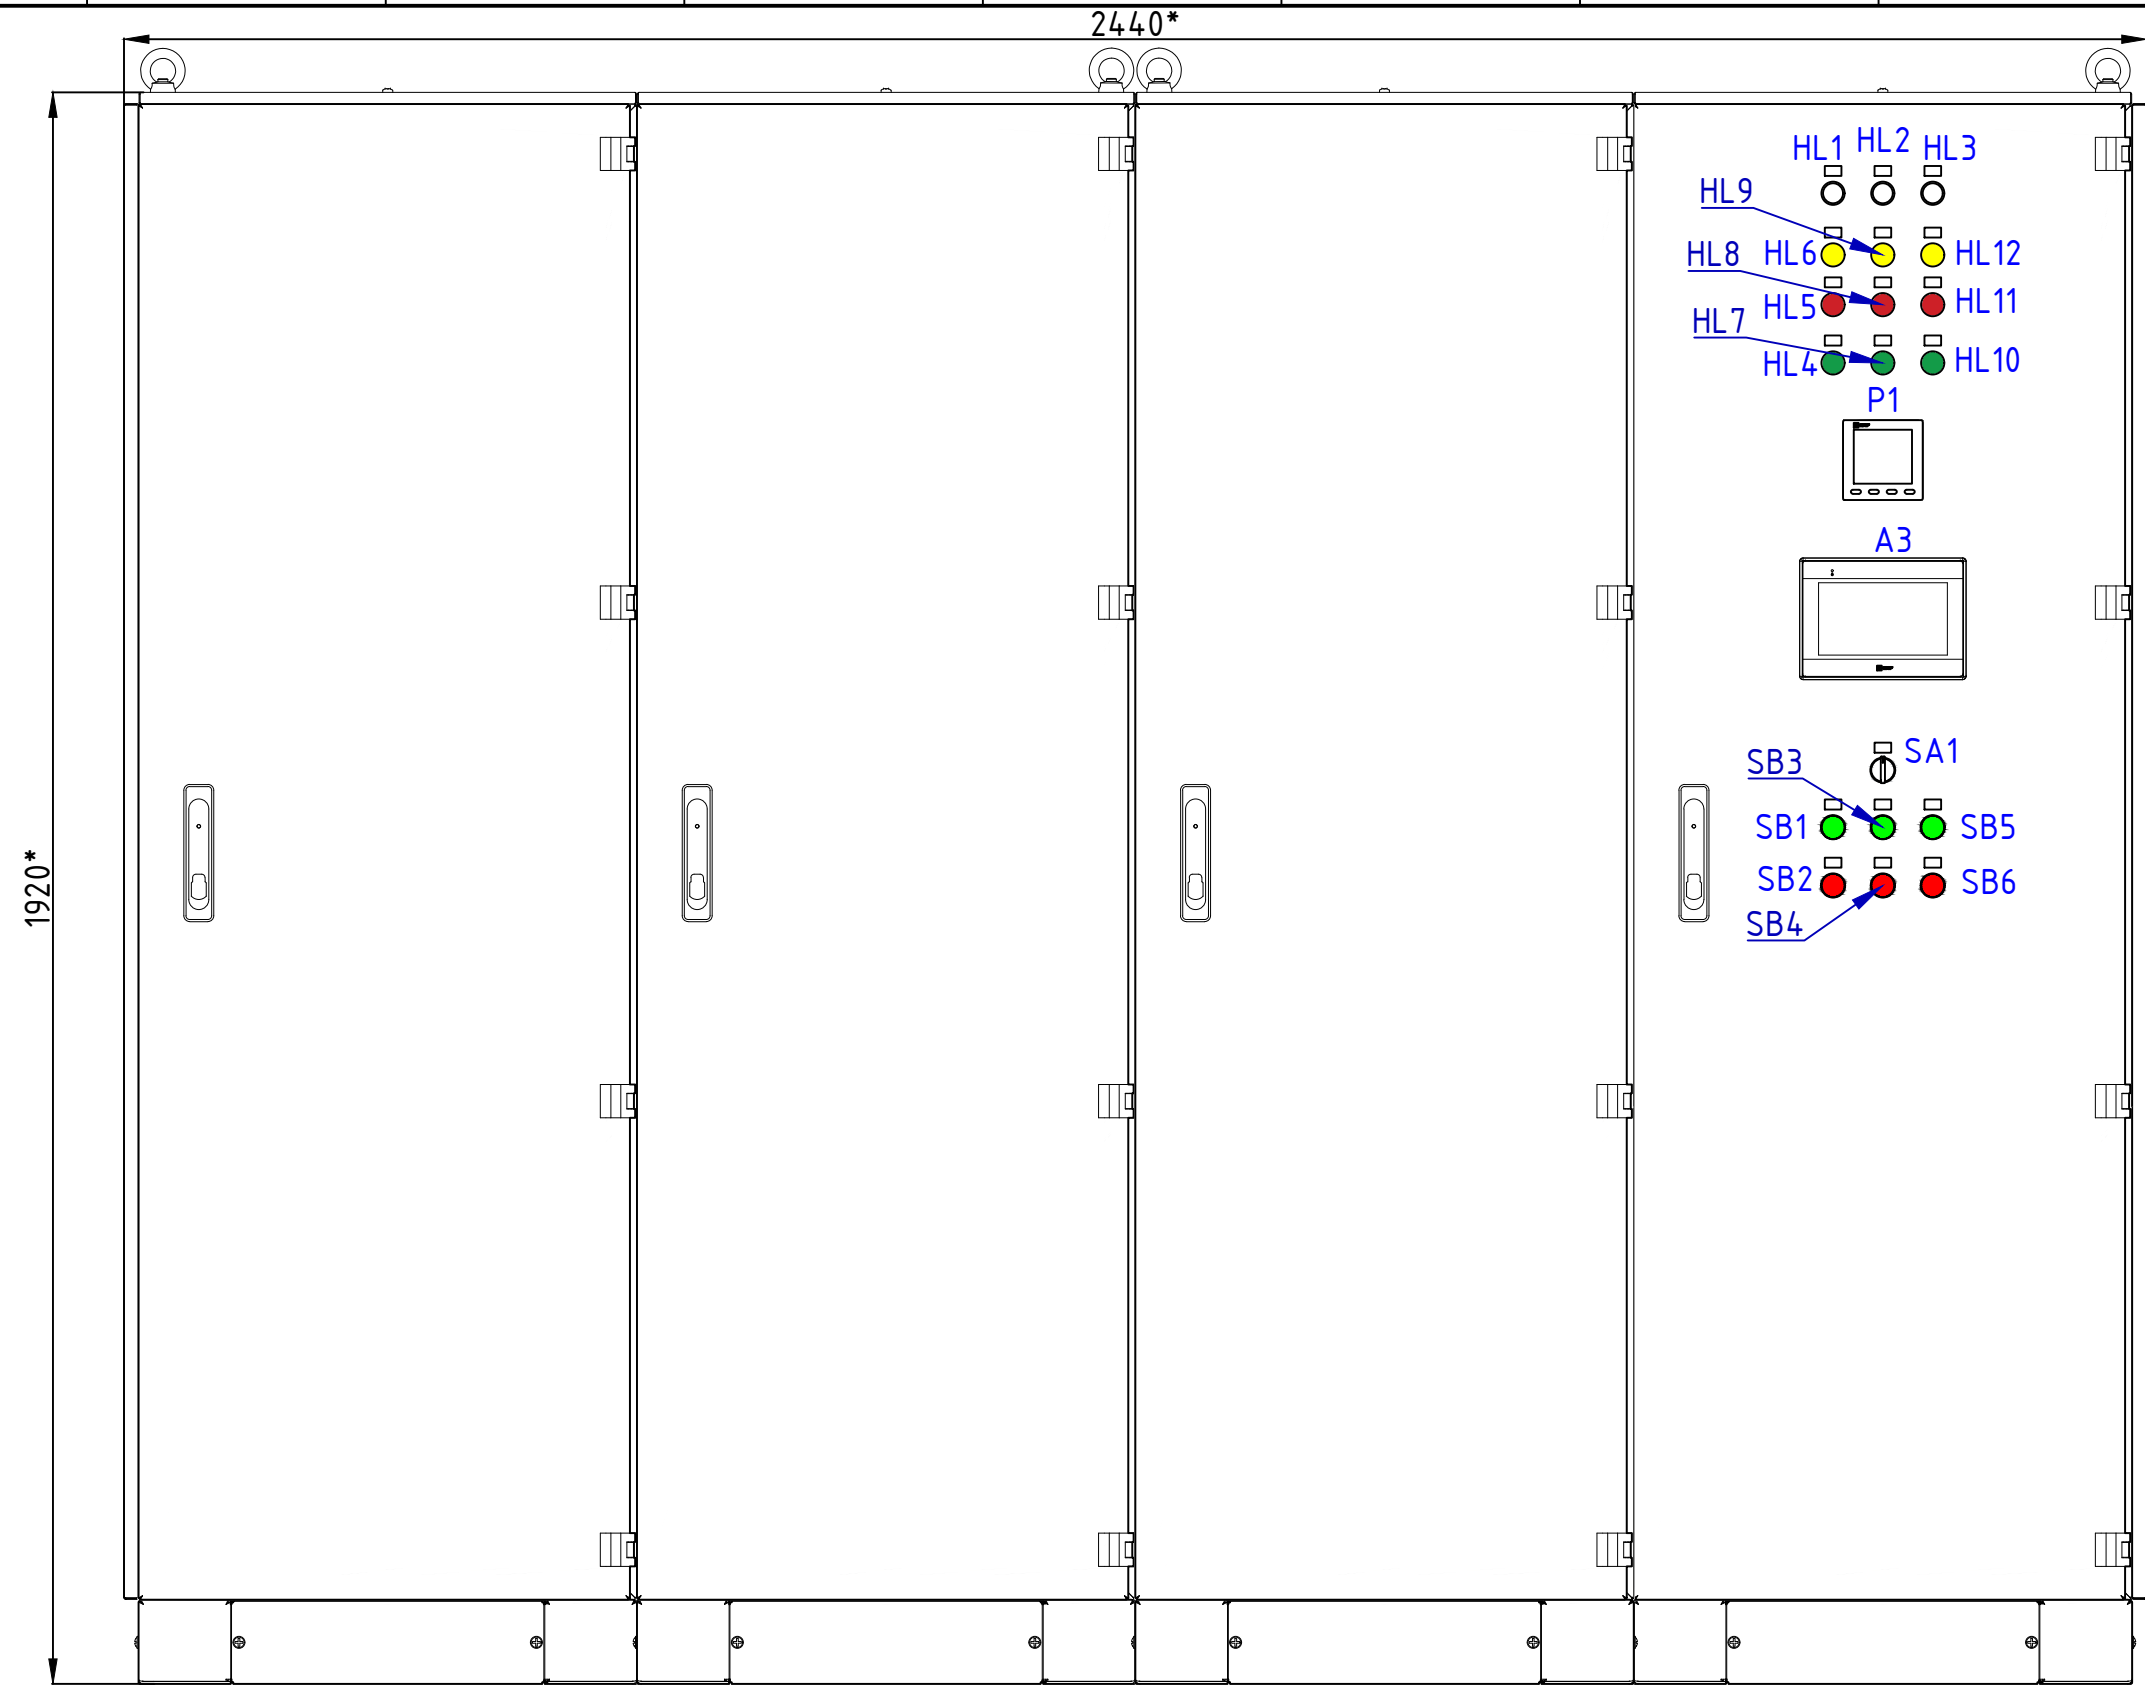 2440*
HL1 HL2 HL3
HL9
HL6 HL12
HL8
HL5 HL11
HL7
HL4 HL10
P1
A3
SA1
SB3
SB1 SB5
SB2 SB6
SB4
1920*